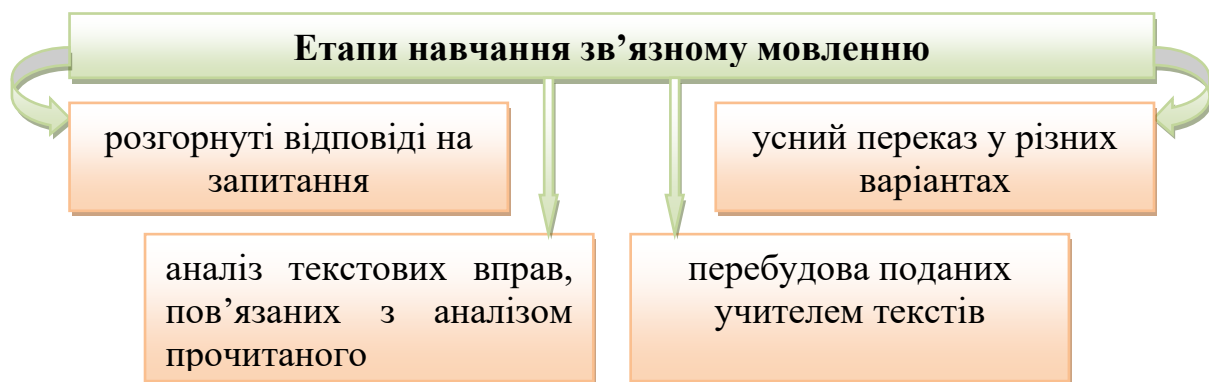 Етапи навчання зв’язному мовленню
розгорнуті відповіді на
запитання
усний переказ у різних
варіантах
аналіз текстових вправ,
пов’язаних з аналізом
прочитаного
перебудова поданих
учителем текстів